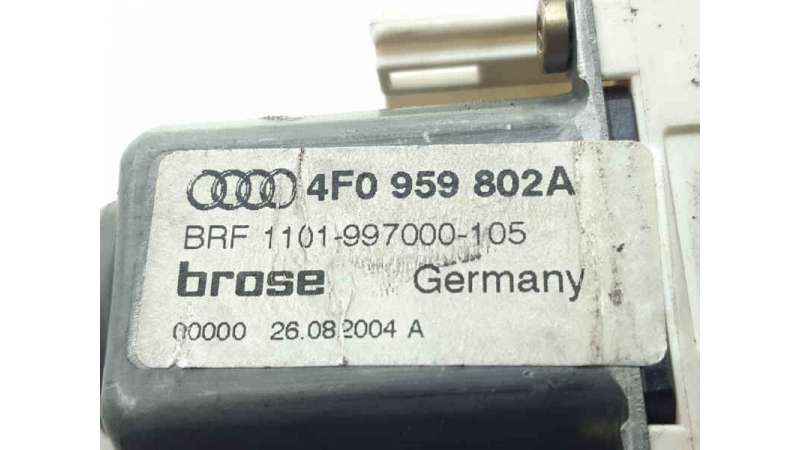 4F0 959 802A
BRF 1101-997000-105
brose Germany
00000 26.08.2004 A